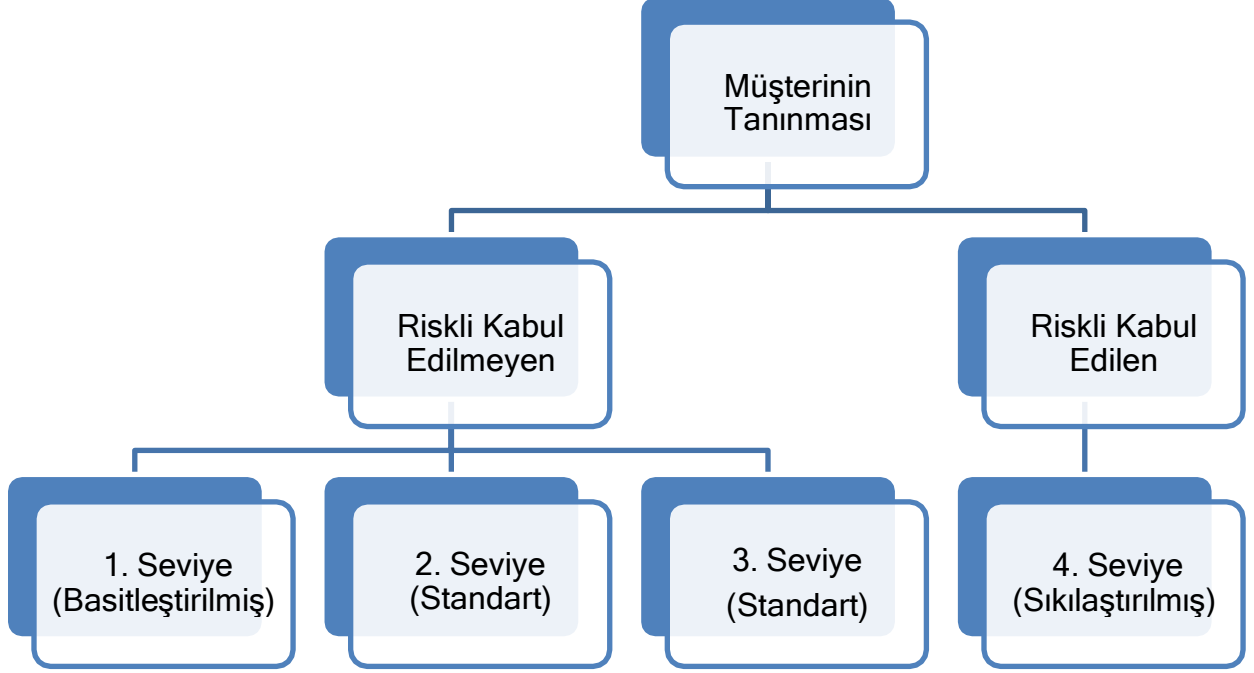 Müşterinin
Tanınması
Riskli Kabul
Edilmeyen
Riskli Kabul
Edilen
1. Seviye
(Basitleştirilmiş)
2. Seviye
(Standart)
3. Seviye
(Standart)
4. Seviye
(Sıkılaştırılmış)